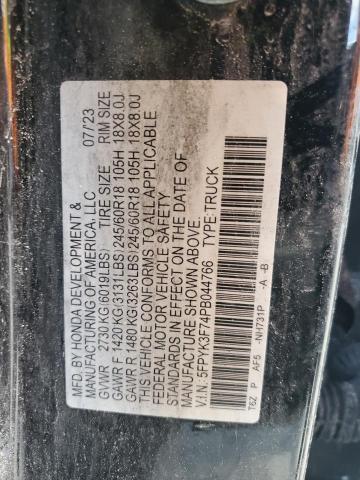 MFD. BY HONDA DEVELOPMENT & 07/23
MANUFACTURING OF AMERICA, LLC
GVWR 2730 KG (6019LBS) TIRE SIZE RIM SIZE
GAWR F 1420 KG (3131LBS) 245/60R18 105H 18X8.0J
GAWR R 1480 KG (3263LBS) 245/60R18 105H 18X8.0J
THIS VEHICLE CONFORMS TO ALL APPLICABLE
FEDERAL MOTOR VEHICLE SAFETY
STANDARDS IN EFFECT ON THE DATE OF
MANUFACTURE SHOWN ABOVE.
V.I.N.: 5FPYK3F74PB044766 TYPE:TRUCK
T6Z P AF5 -NH731P -A -B